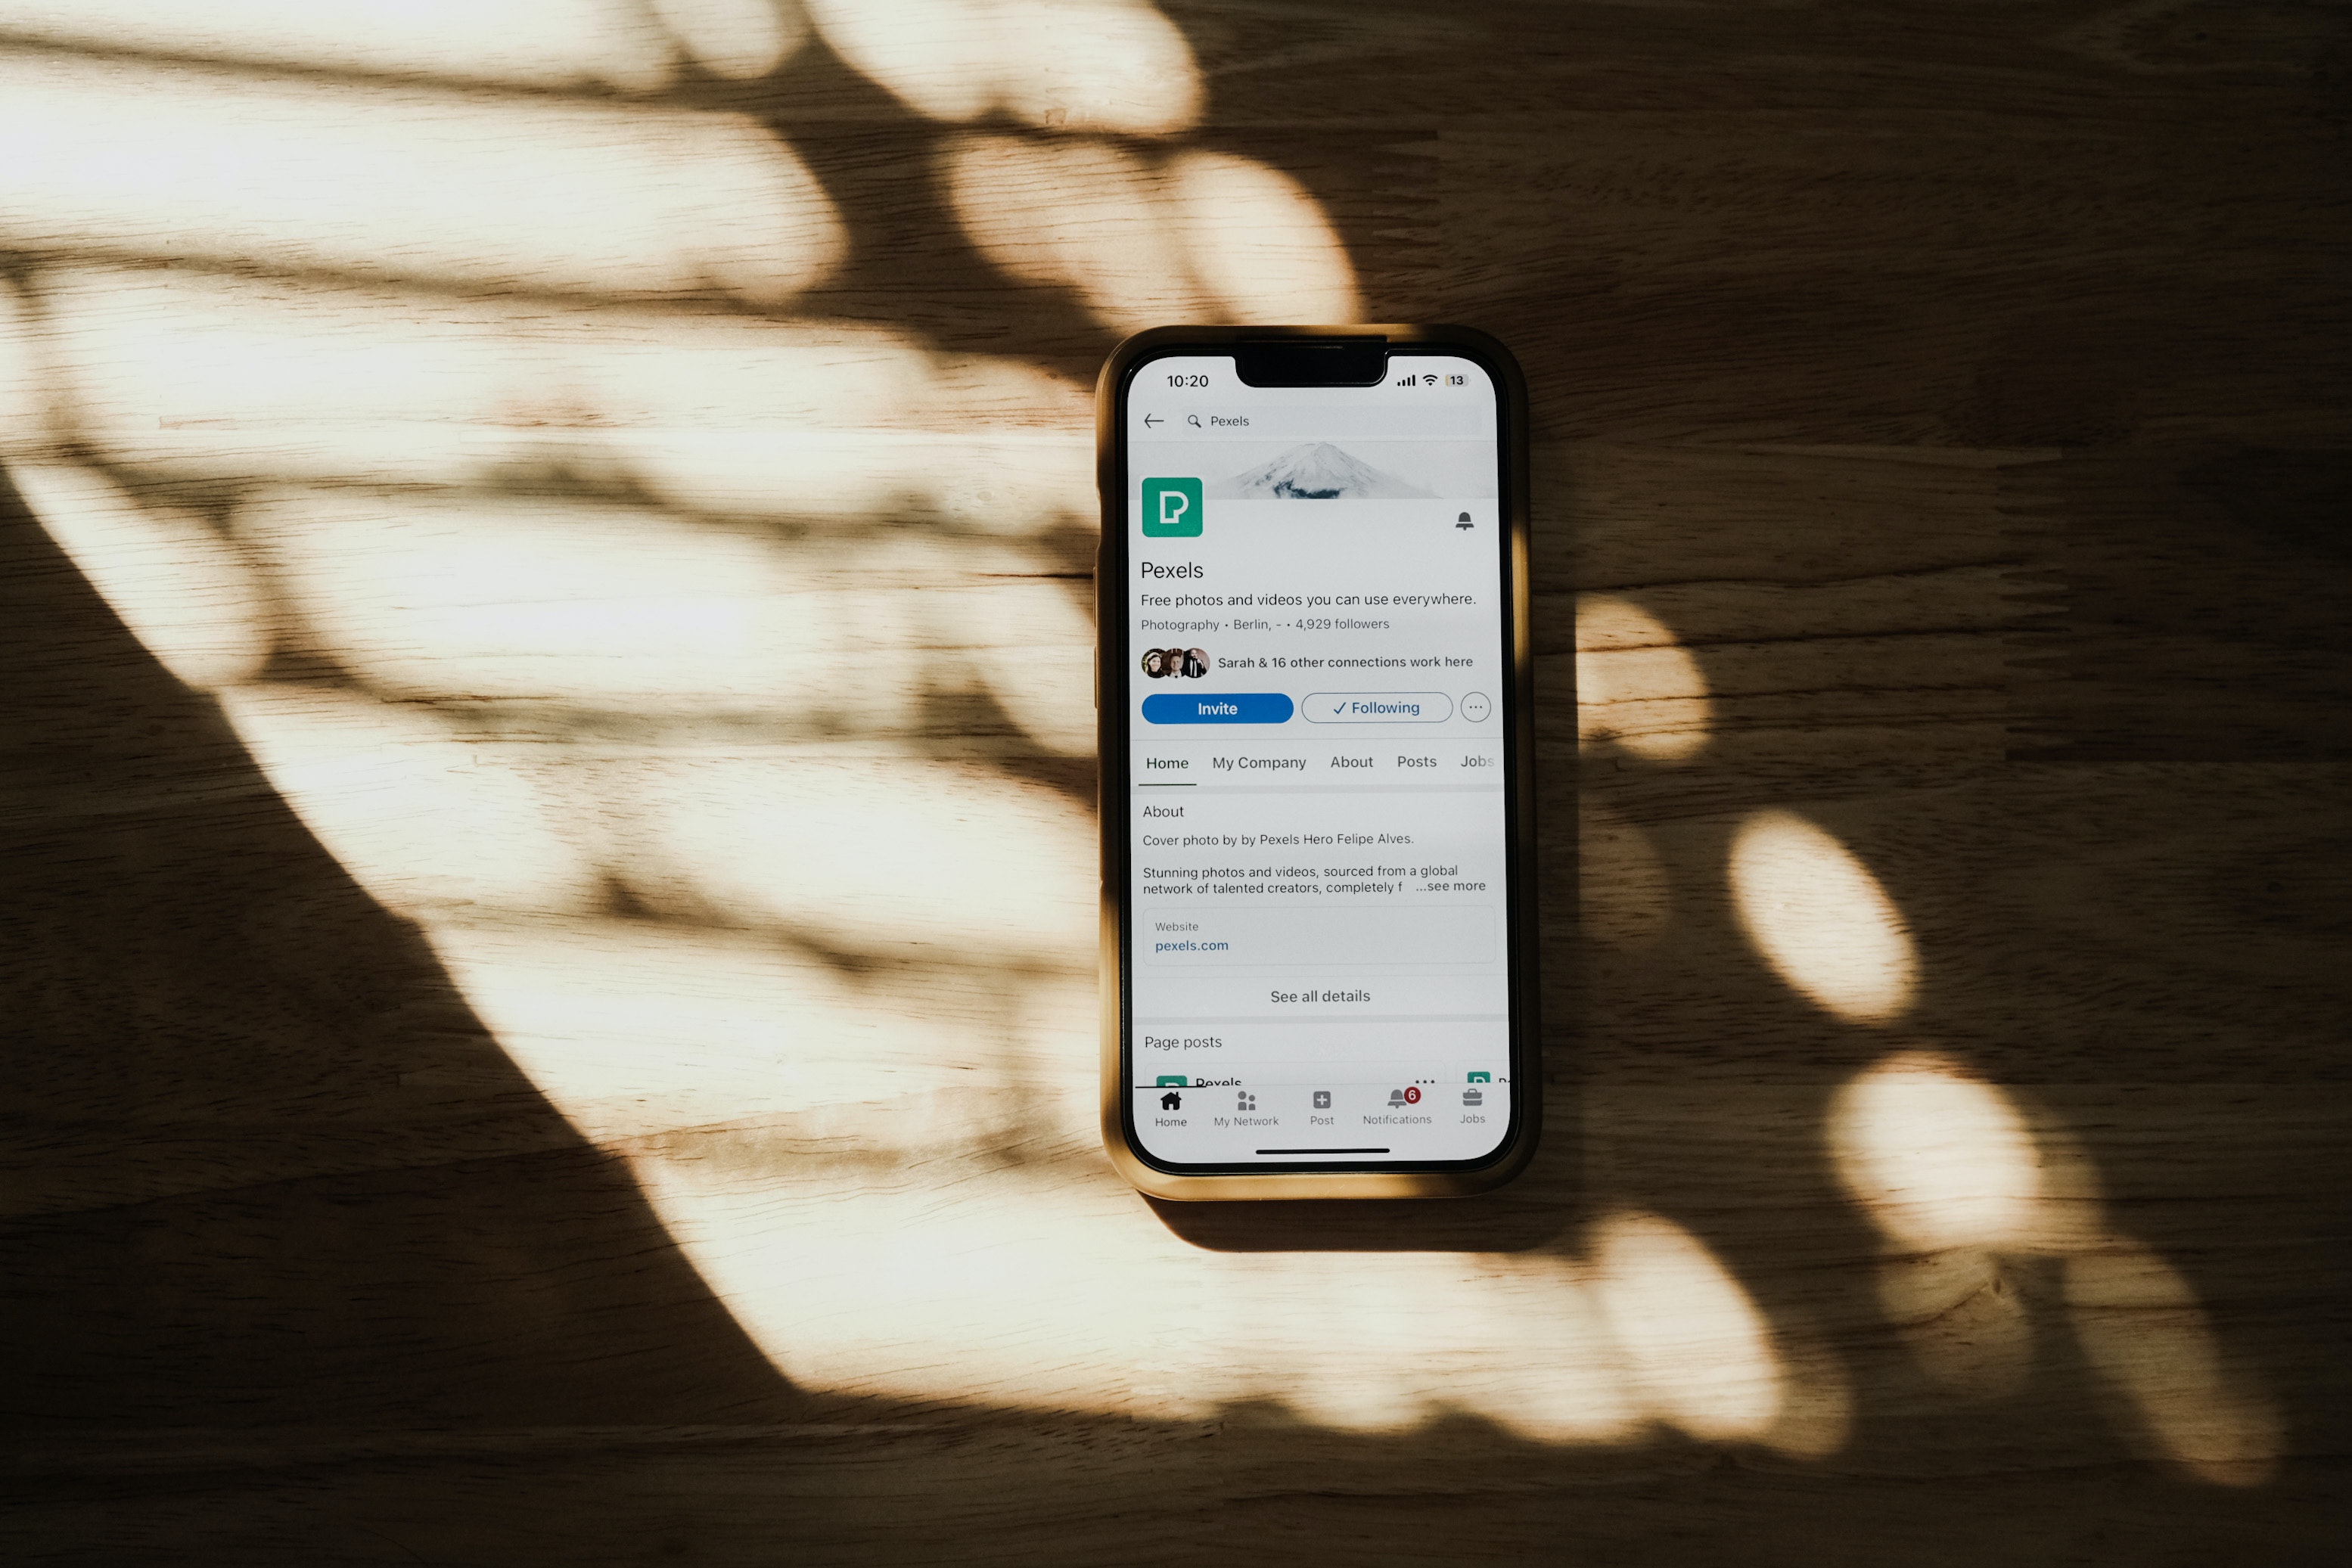 10:20
13
Pexels
Pexels
Free photos and videos you can use everywhere.
Photography • Berlin, - • 4,929 followers
Sarah & 16 other connections work here
Invite
✓ Following
Home My Company About Posts Jobs
About
Cover photo by by Pexels Hero Felipe Alves.
Stunning photos and videos, sourced from a global
network of talented creators, completely f ...see more
Website
pexels.com
See all details
Page posts
Pexels
6
Home My Network Post Notifications Jobs